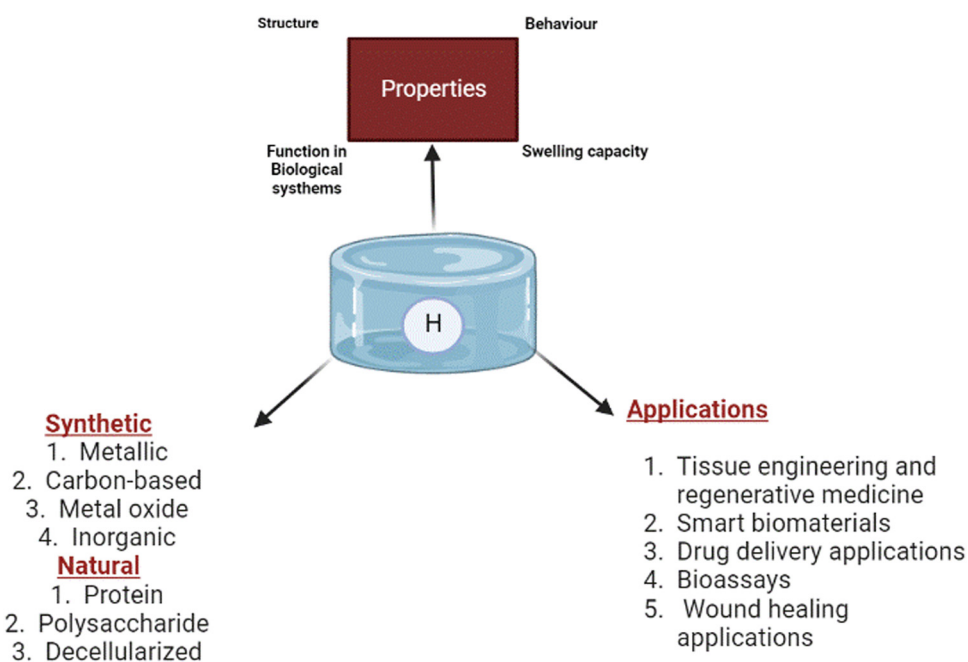 Structure
Behaviour
Properties
Function in
Biological
systhems
Swelling capacity
H
Synthetic
1. Metallic
2. Carbon-based
3. Metal oxide
4. Inorganic
Natural
1. Protein
2. Polysaccharide
3. Decellularized
Applications
1. Tissue engineering and
regenerative medicine
2. Smart biomaterials
3. Drug delivery applications
4. Bioassays
5. Wound healing
applications